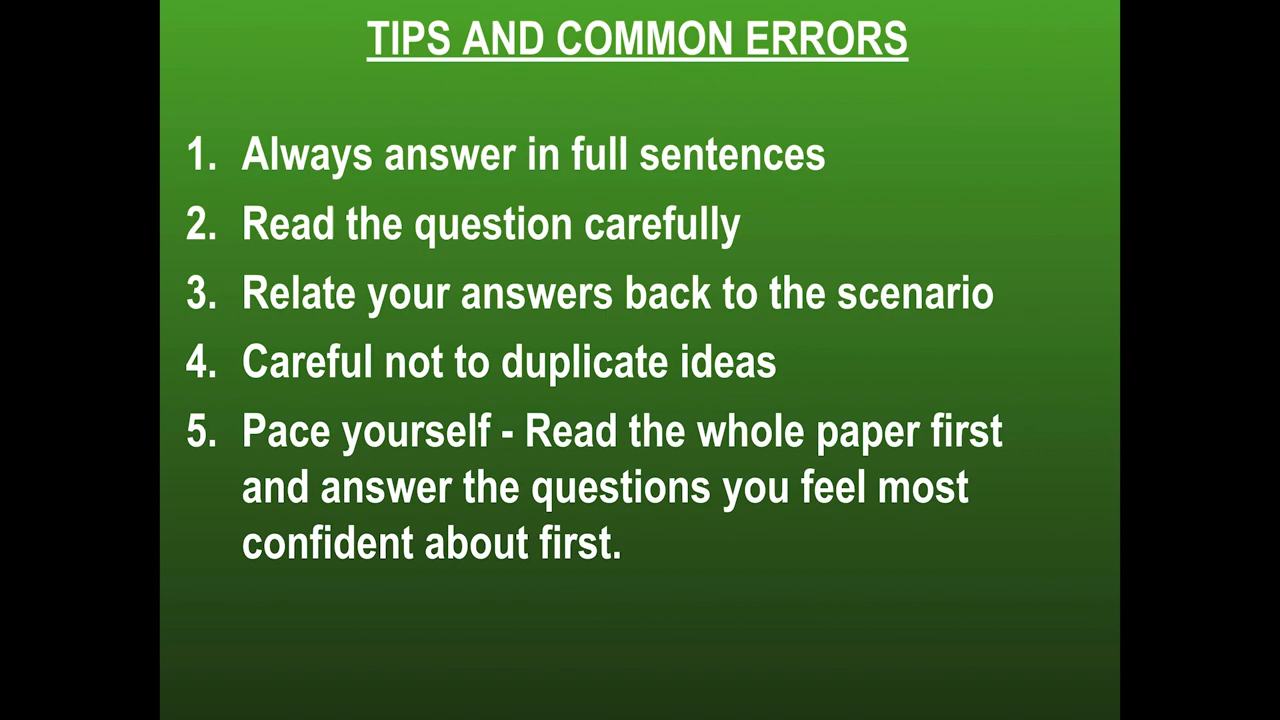 TIPS AND COMMON ERRORS
1. Always answer in full sentences
2. Read the question carefully
3. Relate your answers back to the scenario
4. Careful not to duplicate ideas
5. Pace yourself - Read the whole paper first
and answer the questions you feel most
confident about first.